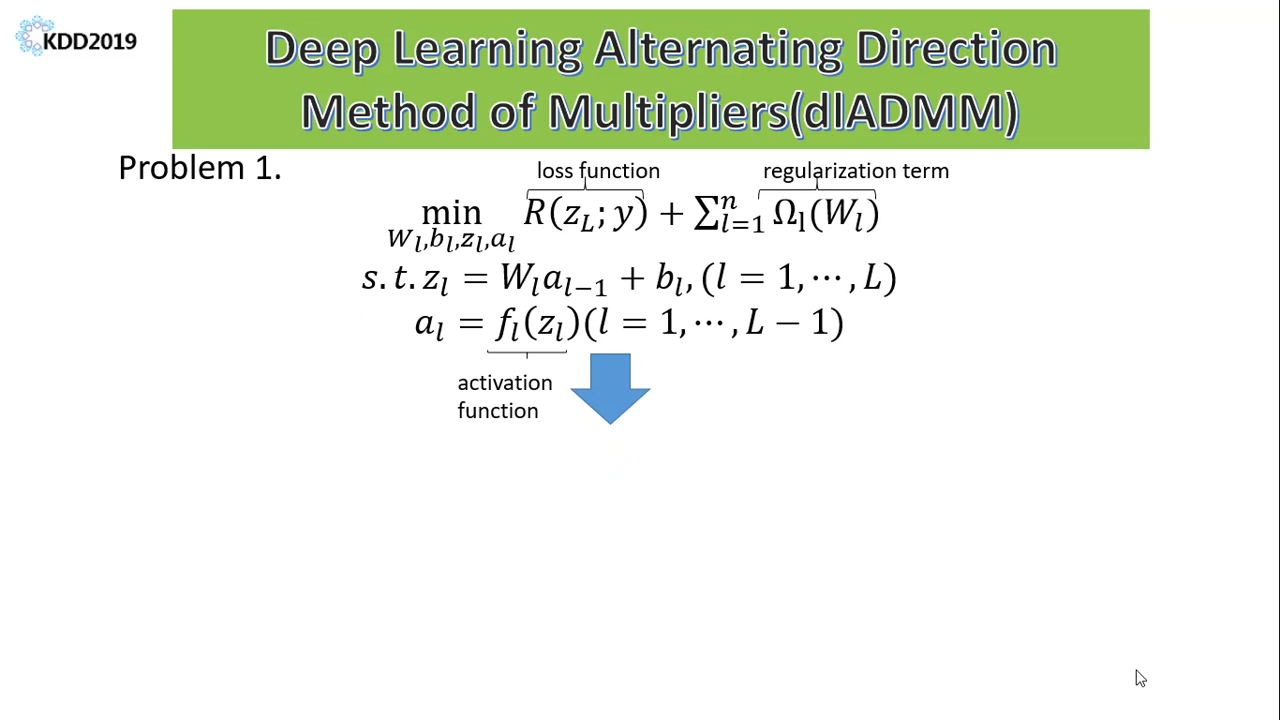 KDD2019
Deep Learning Alternating Direction
Method of Multipliers(dlADMM)
Problem 1.
loss function
regularization term
min R(z_L; y) + ∑_{l=1}^{n} Ω_l(W_l)
W_l,b_l,z_l,a_l
s.t. z_l = W_l a_{l−1} + b_l, (l = 1, ⋯, L)
a_l = f_l(z_l)(l = 1, ⋯, L − 1)
activation
function